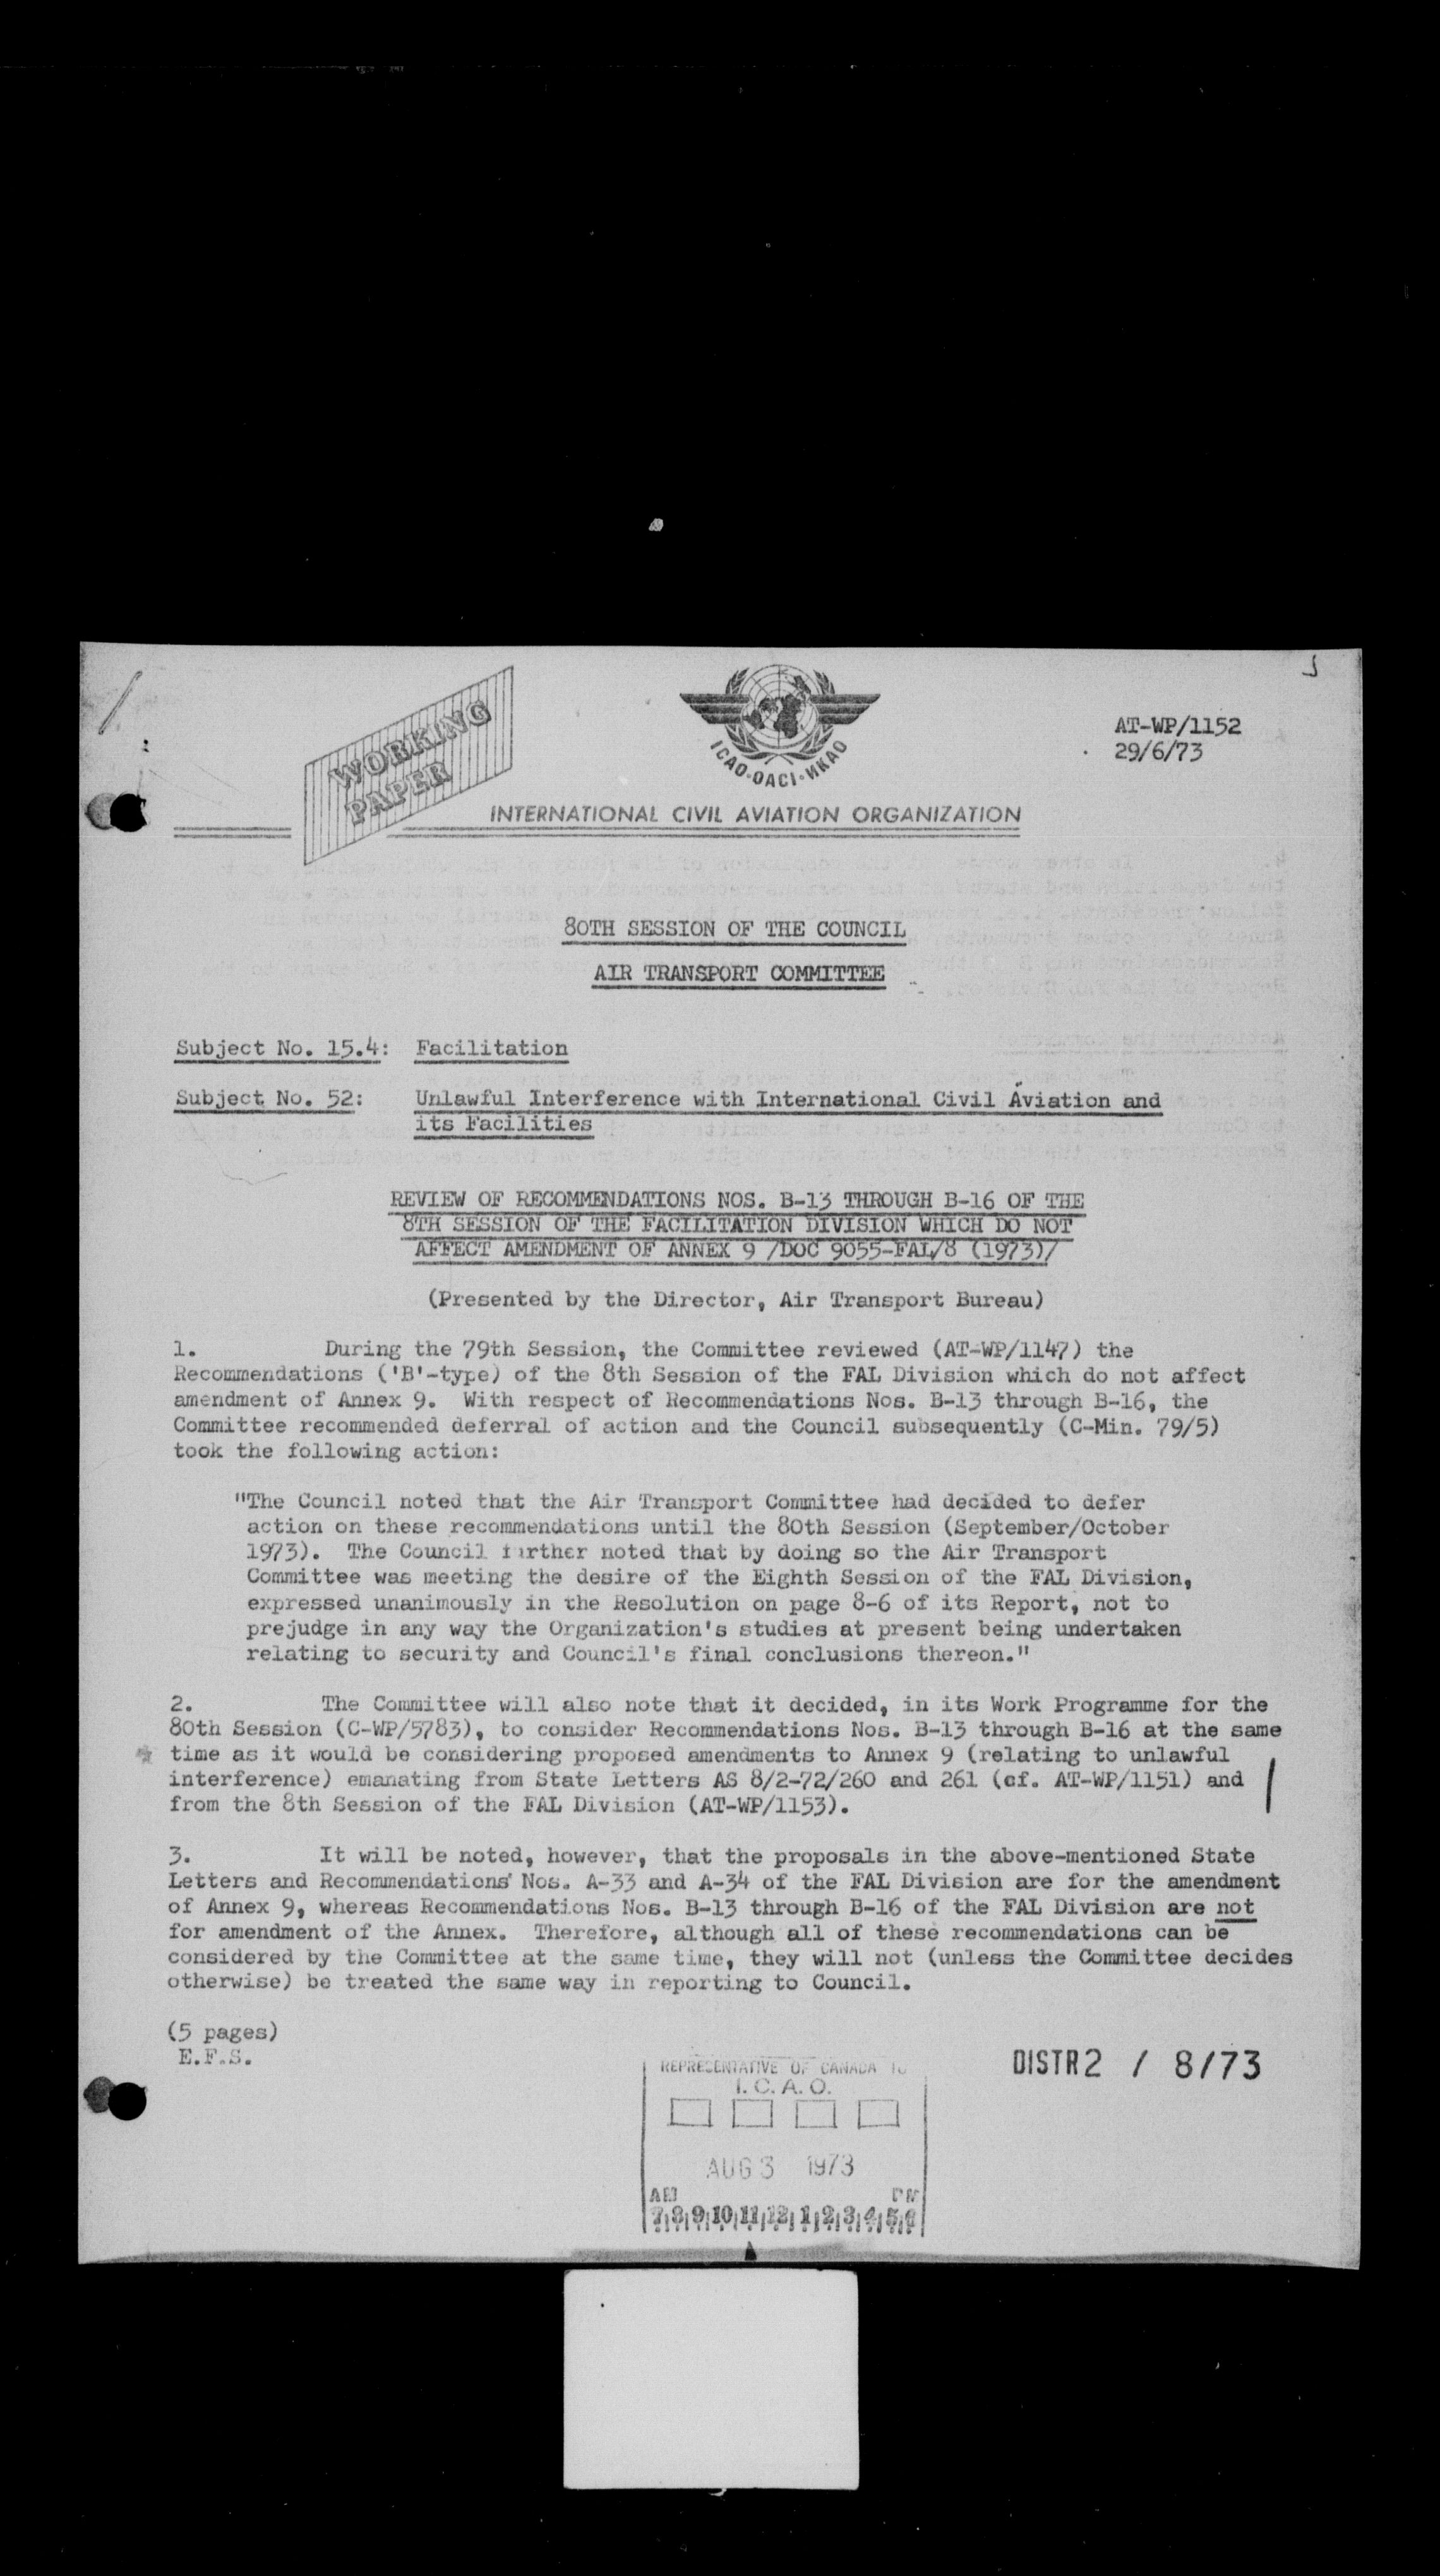 WORKING
PAPER
ICAO·OACI·ИКАО
AT-WP/1152
29/6/73
INTERNATIONAL CIVIL AVIATION ORGANIZATION
80TH SESSION OF THE COUNCIL
AIR TRANSPORT COMMITTEE
Subject No. 15.4: Facilitation
Subject No. 52: Unlawful Interference with International Civil Aviation and
its Facilities
REVIEW OF RECOMMENDATIONS NOS. B-13 THROUGH B-16 OF THE
8TH SESSION OF THE FACILITATION DIVISION WHICH DO NOT
AFFECT AMENDMENT OF ANNEX 9 /DOC 9055-FAL/8 (1973)/
(Presented by the Director, Air Transport Bureau)
1. During the 79th Session, the Committee reviewed (AT-WP/1147) the
Recommendations ('B'-type) of the 8th Session of the FAL Division which do not affect
amendment of Annex 9. With respect of Recommendations Nos. B-13 through B-16, the
Committee recommended deferral of action and the Council subsequently (C-Min. 79/5)
took the following action:
"The Council noted that the Air Transport Committee had decided to defer
action on these recommendations until the 80th Session (September/October
1973). The Council further noted that by doing so the Air Transport
Committee was meeting the desire of the Eighth Session of the FAL Division,
expressed unanimously in the Resolution on page 8-6 of its Report, not to
prejudge in any way the Organization's studies at present being undertaken
relating to security and Council's final conclusions thereon."
2. The Committee will also note that it decided, in its Work Programme for the
80th Session (C-WP/5783), to consider Recommendations Nos. B-13 through B-16 at the same
time as it would be considering proposed amendments to Annex 9 (relating to unlawful
interference) emanating from State Letters AS 8/2-72/260 and 261 (cf. AT-WP/1151) and
from the 8th Session of the FAL Division (AT-WP/1153).
3. It will be noted, however, that the proposals in the above-mentioned State
Letters and Recommendations Nos. A-33 and A-34 of the FAL Division are for the amendment
of Annex 9, whereas Recommendations Nos. B-13 through B-16 of the FAL Division are not
for amendment of the Annex. Therefore, although all of these recommendations can be
considered by the Committee at the same time, they will not (unless the Committee decides
otherwise) be treated the same way in reporting to Council.
(5 pages)
E.F.S.
DISTR 2 / 8/73
REPRESENTATIVE OF CANADA TO
I.C.A.O.
AUG 3 1973
AM PM
7 8 9 10 11 12 1 2 3 4 5 6